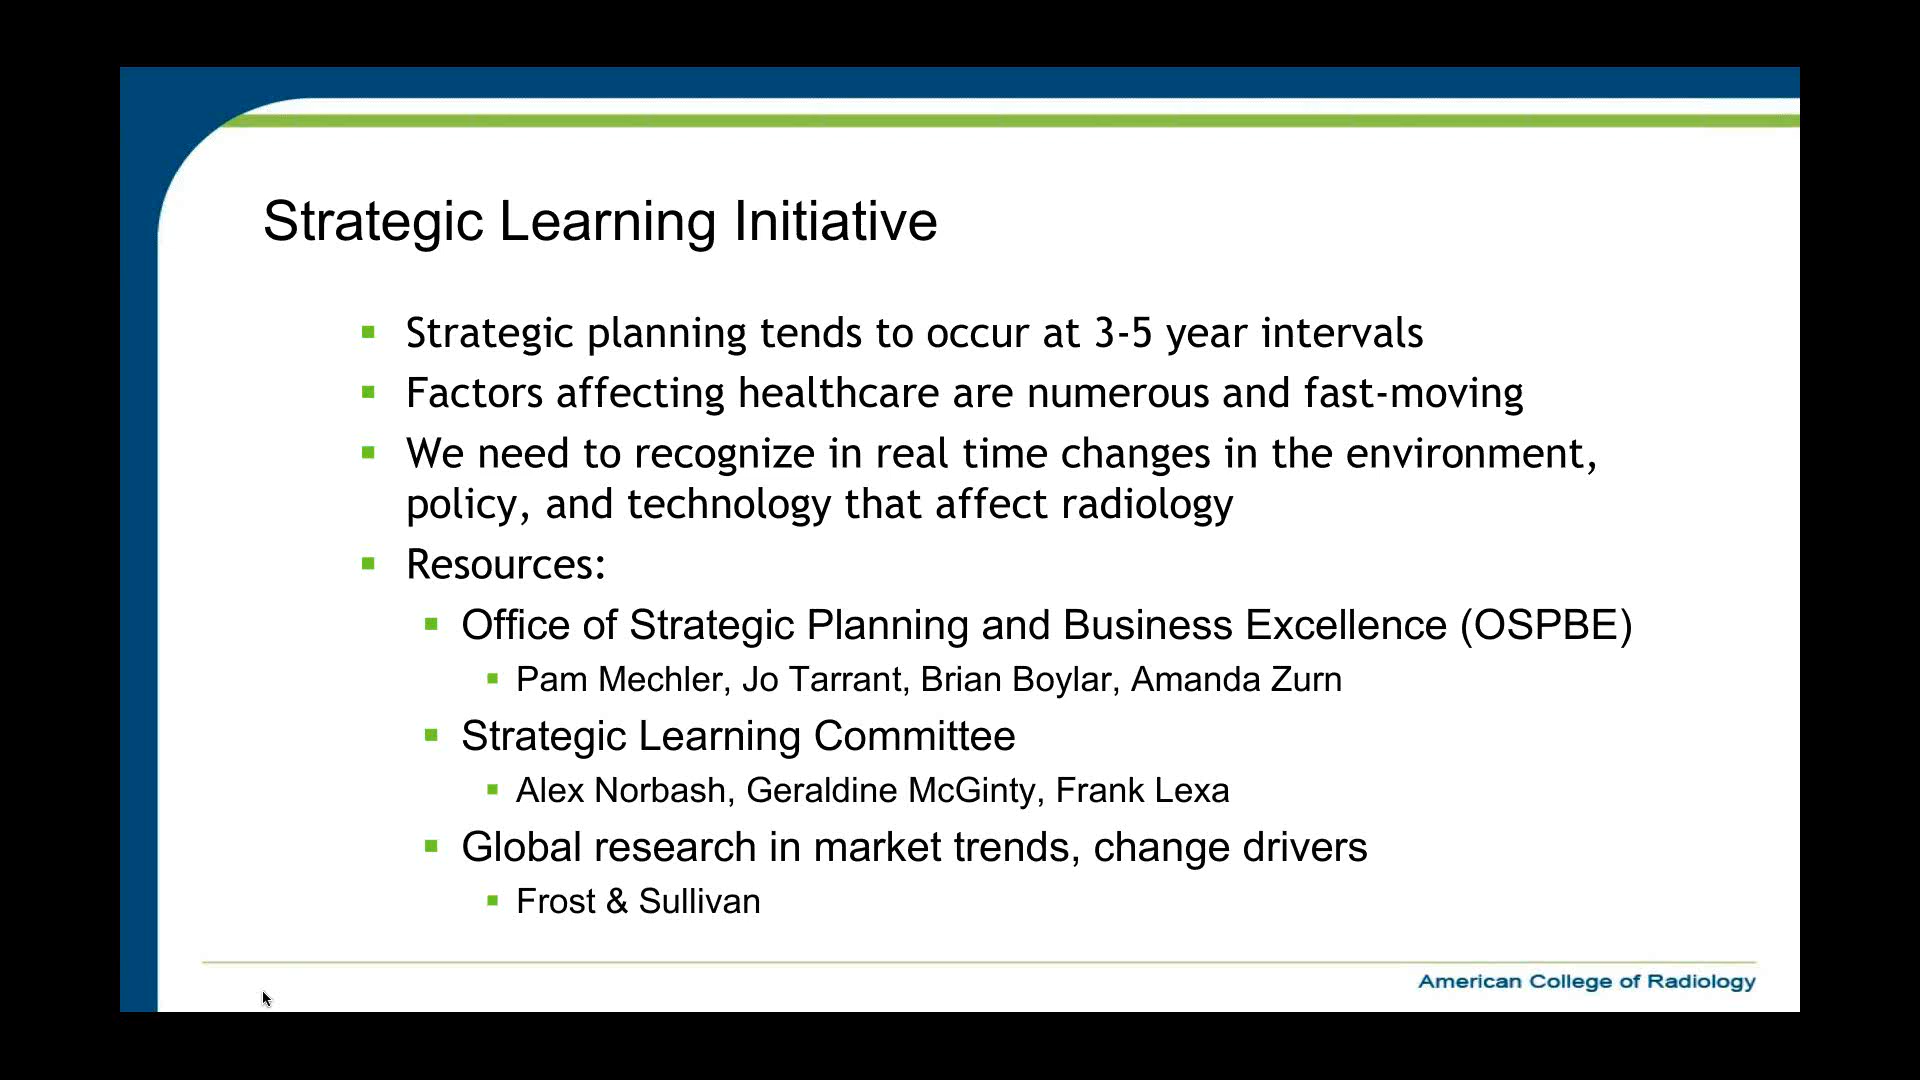 Strategic Learning Initiative
Strategic planning tends to occur at 3-5 year intervals
Factors affecting healthcare are numerous and fast-moving
We need to recognize in real time changes in the environment,
policy, and technology that affect radiology
Resources:
Office of Strategic Planning and Business Excellence (OSPBE)
Pam Mechler, Jo Tarrant, Brian Boylar, Amanda Zurn
Strategic Learning Committee
Alex Norbash, Geraldine McGinty, Frank Lexa
Global research in market trends, change drivers
Frost & Sullivan
American College of Radiology